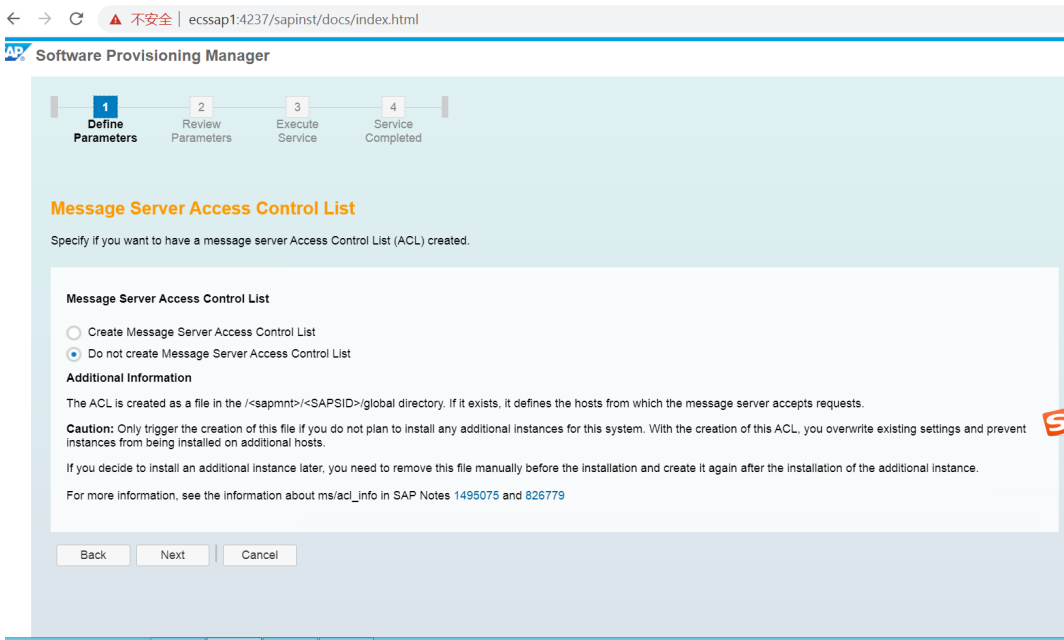 不安全 | ecssap1:4237/sapinst/docs/index.html
SAP Software Provisioning Manager
1 2 3 4
Define Review Execute Service
Parameters Parameters Service Completed
Message Server Access Control List
Specify if you want to have a message server Access Control List (ACL) created.
Message Server Access Control List
Create Message Server Access Control List
Do not create Message Server Access Control List
Additional Information
The ACL is created as a file in the /<sapmnt>/<SAPSID>/global directory. If it exists, it defines the hosts from which the message server accepts requests.
Caution: Only trigger the creation of this file if you do not plan to install any additional instances for this system. With the creation of this ACL, you overwrite existing settings and prevent
instances from being installed on additional hosts.
If you decide to install an additional instance later, you need to remove this file manually before the installation and create it again after the installation of the additional instance.
For more information, see the information about ms/acl_info in SAP Notes 1495075 and 826779
Back Next | Cancel